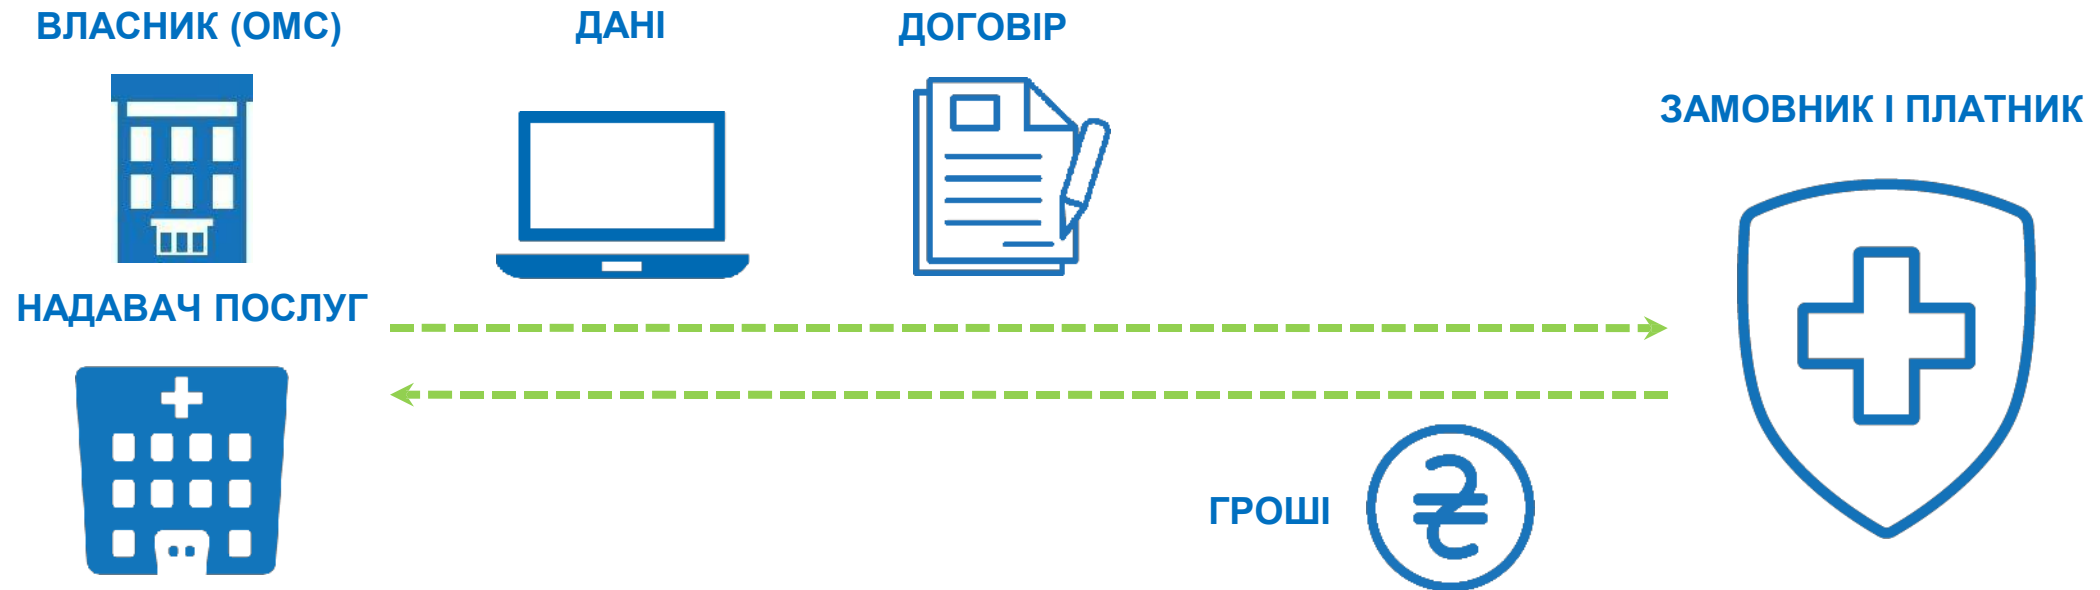 ВЛАСНИК (ОМС)
ДАНІ
ДОГОВІР
ЗАМОВНИК І ПЛАТНИК
НАДАВАЧ ПОСЛУГ
ГРОШІ
₴